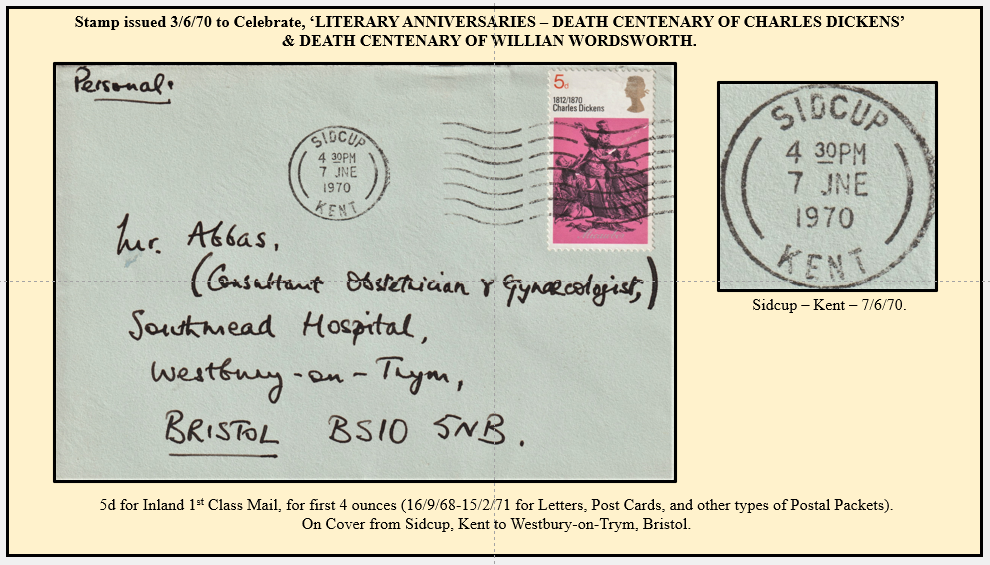 Stamp issued 3/6/70 to Celebrate, ‘LITERARY ANNIVERSARIES – DEATH CENTENARY OF CHARLES DICKENS’
& DEATH CENTENARY OF WILLIAN WORDSWORTH.
Personal.
5d
1812/1870
Charles Dickens
SIDCUP
4 30PM
7 JNE
1970
KENT
Mr. Abbas,
(Consultant Obstetrician & Gynaecologist,)
Southmead Hospital,
Westbury-on-Trym,
BRISTOL BS10 5NB.
SIDCUP
4 30PM
7 JNE
1970
KENT
Sidcup – Kent – 7/6/70.
5d for Inland 1st Class Mail, for first 4 ounces (16/9/68-15/2/71 for Letters, Post Cards, and other types of Postal Packets).
On Cover from Sidcup, Kent to Westbury-on-Trym, Bristol.